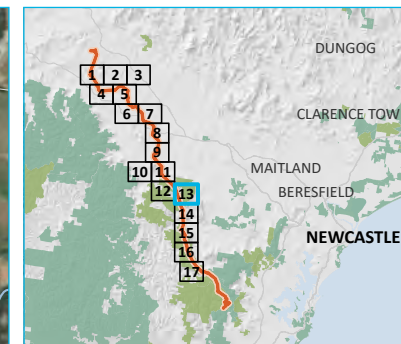 DUNGOG
1 2 3
4 5
CLARENCE TOW
6 7
8
9
MAITLAND
10 11
BERESFIELD
12 13
14
15
NEWCASTLE
16
17